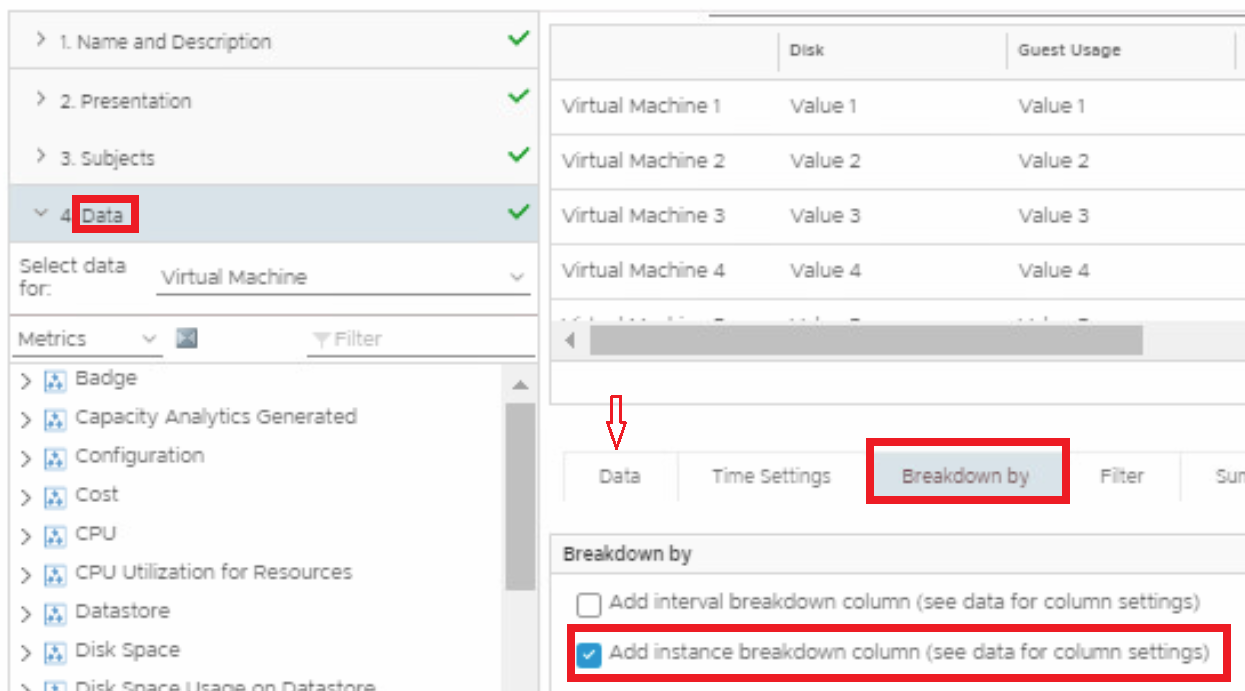 1. Name and Description
2. Presentation
3. Subjects
4 Data
Select data
for:
Virtual Machine
Metrics
Filter
Badge
Capacity Analytics Generated
Configuration
Cost
CPU
CPU Utilization for Resources
Datastore
Disk Space
Disk Space Usage on Datastore
Disk Guest Usage
Virtual Machine 1 Value 1 Value 1
Virtual Machine 2 Value 2 Value 2
Virtual Machine 3 Value 3 Value 3
Virtual Machine 4 Value 4 Value 4
Data Time Settings Breakdown by Filter
Breakdown by
Add interval breakdown column (see data for column settings)
Add instance breakdown column (see data for column settings)